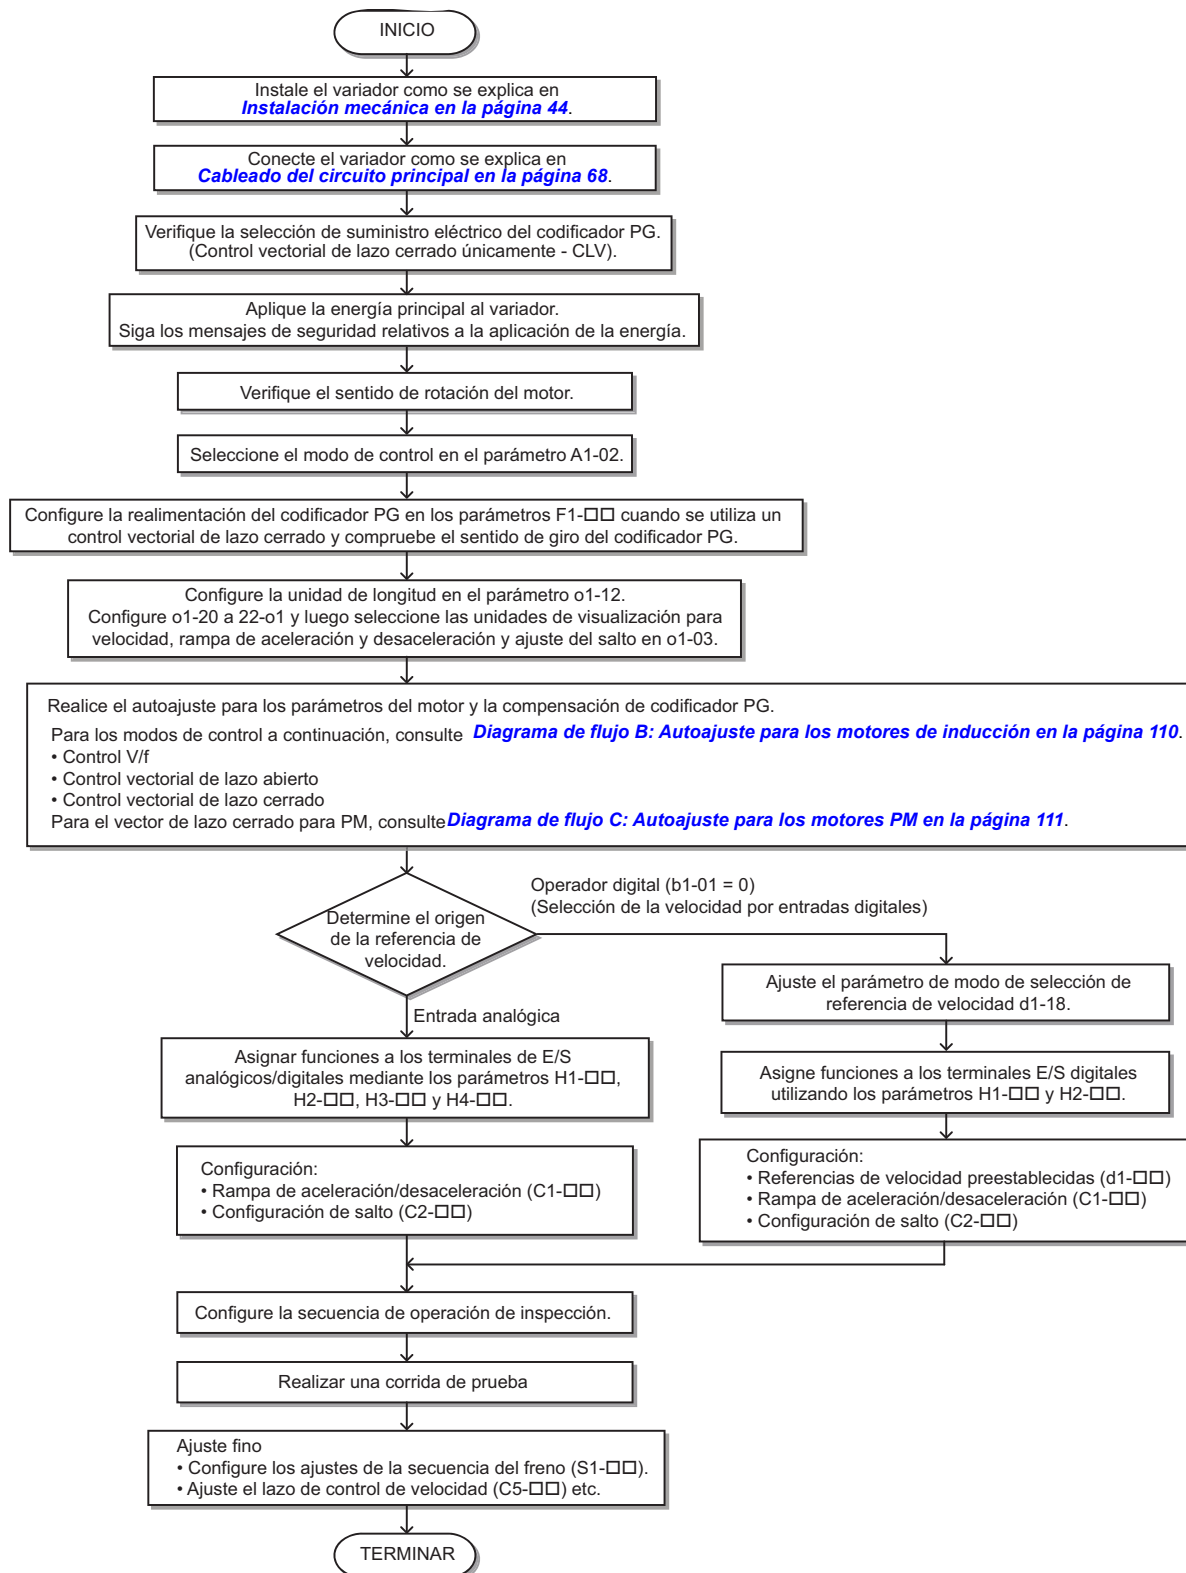 INICIO
Instale el variador como se explica en
Instalación mecánica en la página 44.
Conecte el variador como se explica en
Cableado del circuito principal en la página 68.
Verifique la selección de suministro eléctrico del codificador PG.
(Control vectorial de lazo cerrado únicamente - CLV).
Aplique la energía principal al variador.
Siga los mensajes de seguridad relativos a la aplicación de la energía.
Verifique el sentido de rotación del motor.
Seleccione el modo de control en el parámetro A1-02.
Configure la realimentación del codificador PG en los parámetros F1-□□ cuando se utiliza un
control vectorial de lazo cerrado y compruebe el sentido de giro del codificador PG.
Configure la unidad de longitud en el parámetro o1-12.
Configure o1-20 a 22-o1 y luego seleccione las unidades de visualización para
velocidad, rampa de aceleración y desaceleración y ajuste del salto en o1-03.
Realice el autoajuste para los parámetros del motor y la compensación de codificador PG.
Para los modos de control a continuación, consulte Diagrama de flujo B: Autoajuste para los motores de inducción en la página 110.
• Control V/f
• Control vectorial de lazo abierto
• Control vectorial de lazo cerrado
Para el vector de lazo cerrado para PM, consulte Diagrama de flujo C: Autoajuste para los motores PM en la página 111.
Determine el origen
de la referencia de
velocidad.
Operador digital (b1-01 = 0)
(Selección de la velocidad por entradas digitales)
Entrada analógica
Asignar funciones a los terminales de E/S
analógicos/digitales mediante los parámetros H1-□□,
H2-□□, H3-□□ y H4-□□.
Configuración:
• Rampa de aceleración/desaceleración (C1-□□)
• Configuración de salto (C2-□□)
Ajuste el parámetro de modo de selección de
referencia de velocidad d1-18.
Asigne funciones a los terminales E/S digitales
utilizando los parámetros H1-□□ y H2-□□.
Configuración:
• Referencias de velocidad preestablecidas (d1-□□)
• Rampa de aceleración/desaceleración (C1-□□)
• Configuración de salto (C2-□□)
Configure la secuencia de operación de inspección.
Realizar una corrida de prueba
Ajuste fino
• Configure los ajustes de la secuencia del freno (S1-□□).
• Ajuste el lazo de control de velocidad (C5-□□) etc.
TERMINAR